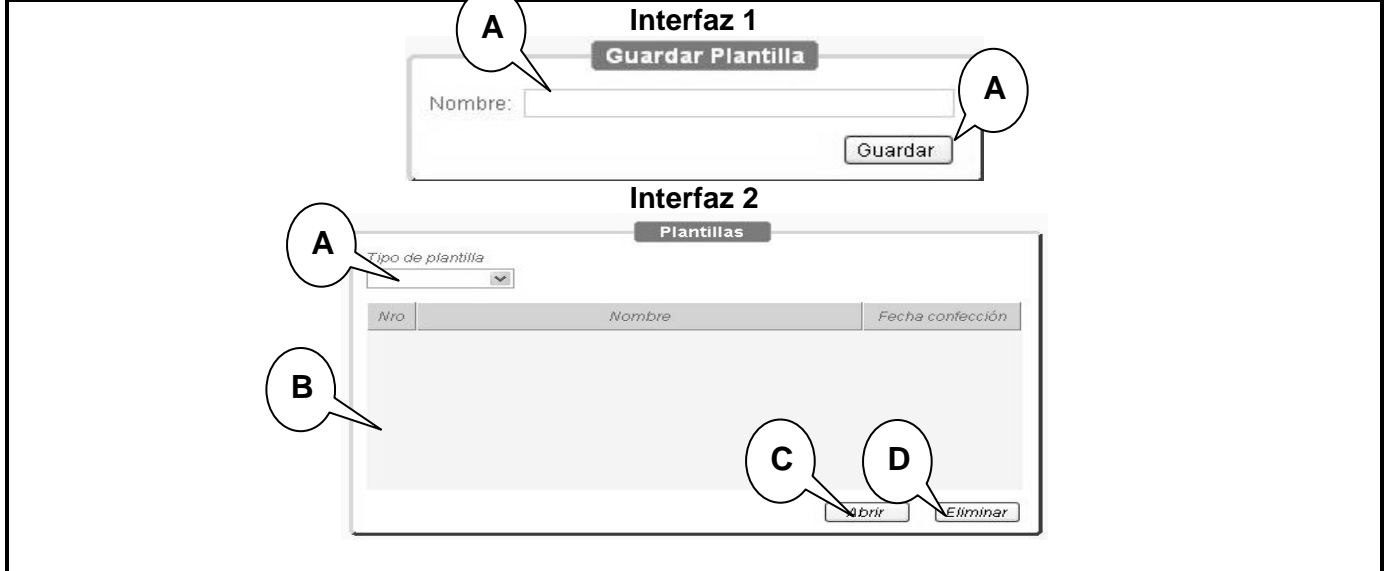 Interfaz 1
A
Guardar Plantilla
Nombre:
A
Guardar
Interfaz 2
Plantillas
A
Tipo de plantilla
Nro Nombre Fecha confección
B
C D
Abrir Eliminar